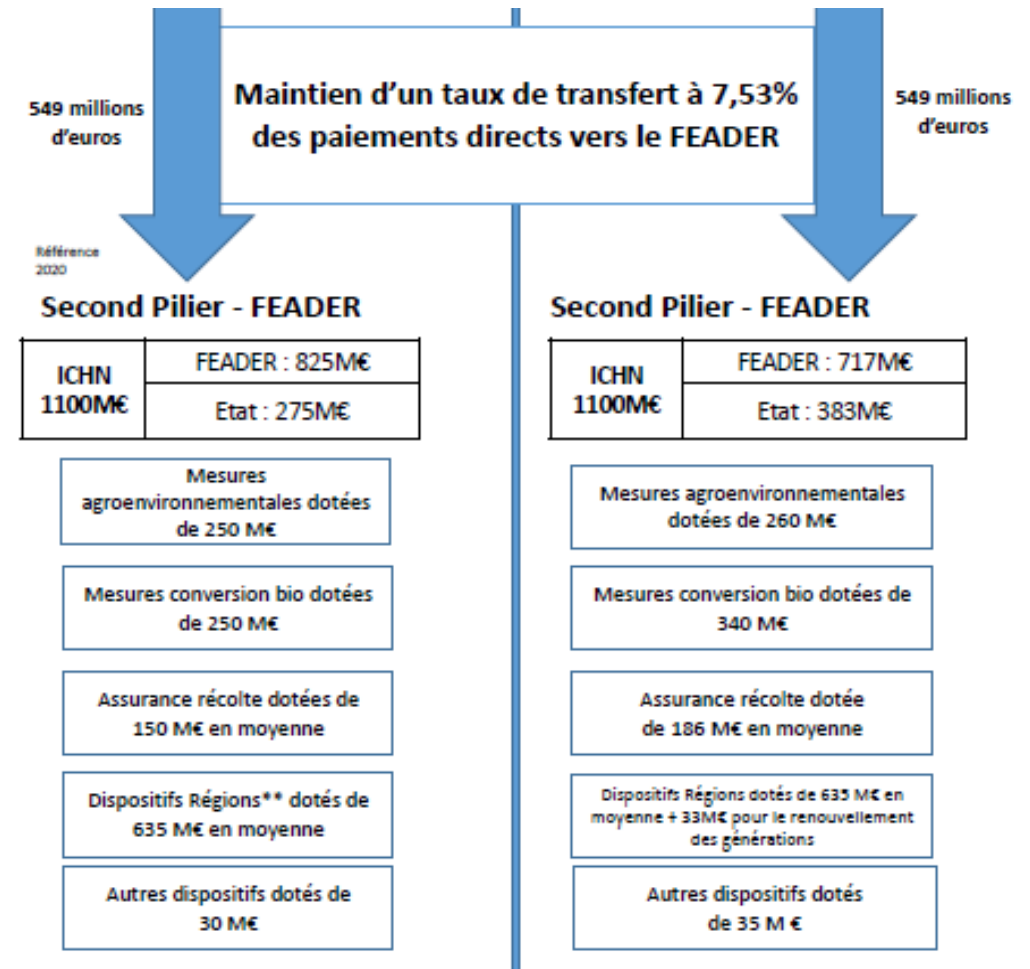 549 millions
d'euros
Maintien d'un taux de transfert à 7,53%
des paiements directs vers le FEADER
549 millions
d'euros
Référence
2020
Second Pilier - FEADER
ICHN
1100M€
FEADER : 825M€
Etat : 275M€
Mesures
agroenvironnementales dotées
de 250 M€
Mesures conversion bio dotées
de 250 M€
Assurance récolte dotées de
150 M€ en moyenne
Dispositifs Régions** dotés de
635 M€ en moyenne
Autres dispositifs dotés de
30 M€
Second Pilier - FEADER
ICHN
1100M€
FEADER : 717M€
Etat : 383M€
Mesures agroenvironnementales
dotées de 260 M€
Mesures conversion bio dotées de
340 M€
Assurance récolte dotée
de 186 M€ en moyenne
Dispositifs Régions dotés de 635 M€ en
moyenne + 33M€ pour le renouvellement
des générations
Autres dispositifs dotés
de 35 M €